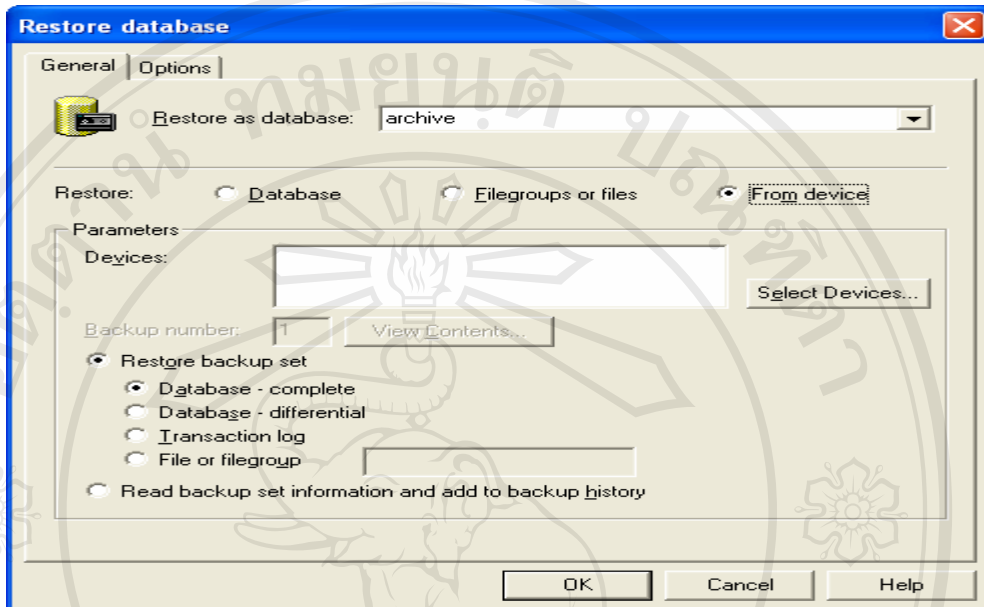 Restore database
General Options
Restore as database: archive
Restore: Database Filegroups or files From device
Parameters
Devices:
Select Devices...
Backup number: 1 View Contents...
Restore backup set
Database - complete
Database - differential
Transaction log
File or filegroup
Read backup set information and add to backup history
OK Cancel Help